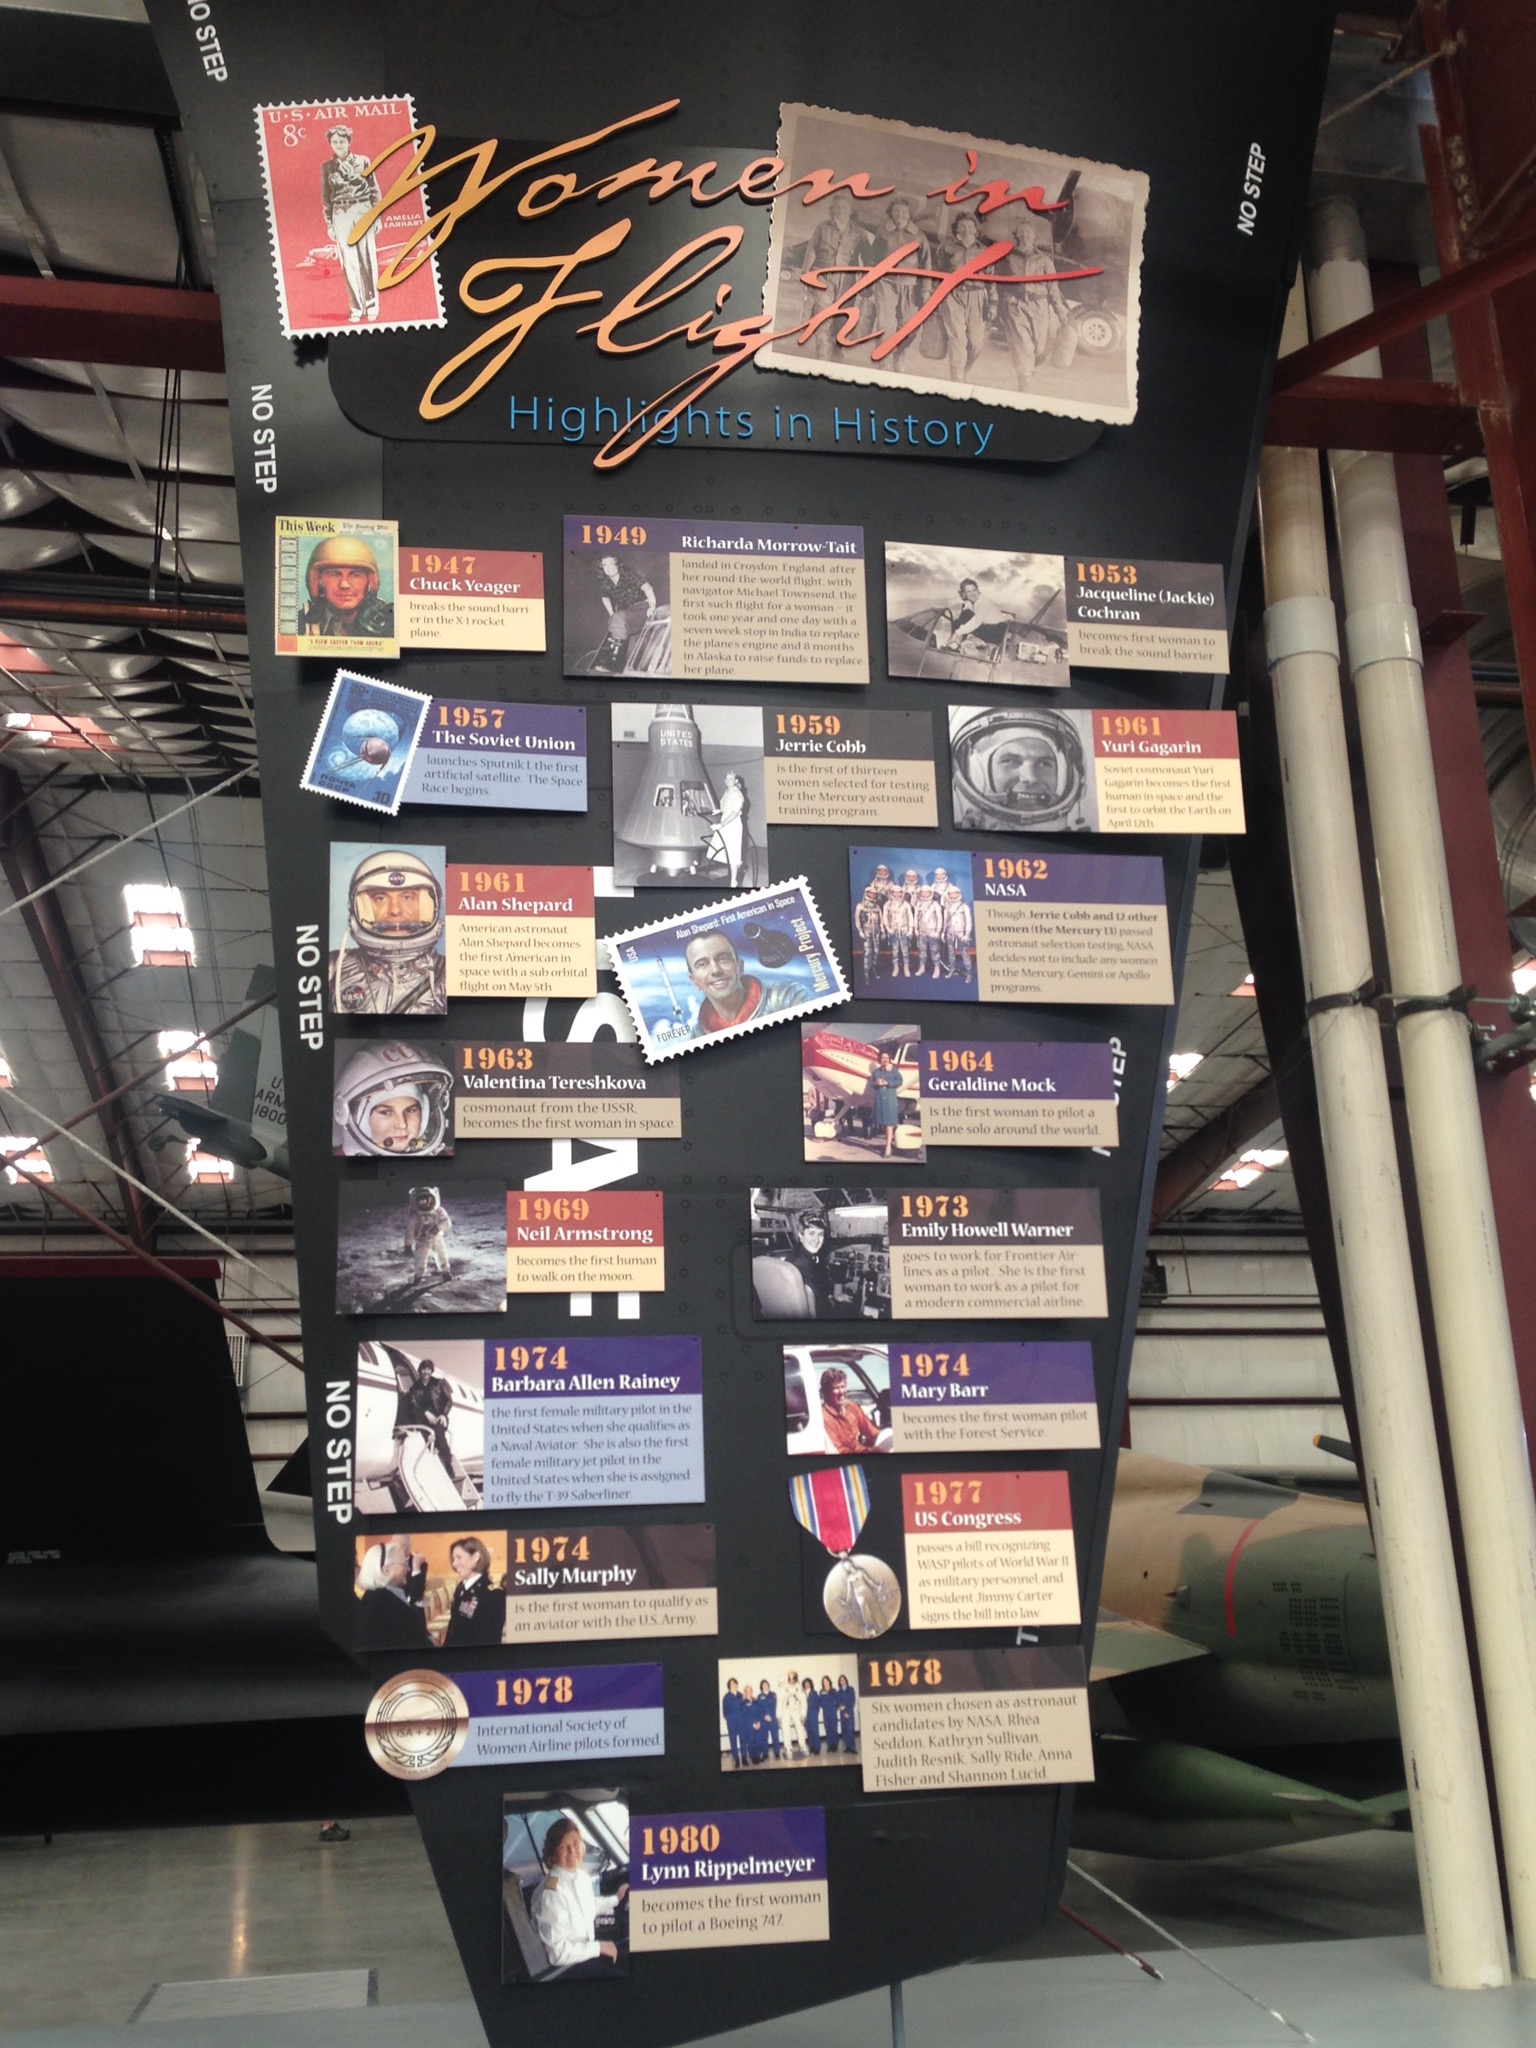 NO STEP
U·S·AIR MAIL
8¢
AMELIA
EARHART
Women in
Flight
Highlights in History
NO STEP
NO STEP
This Week
1947
Chuck Yeager
breaks the sound barri-
er in the X-1 rocket
plane.
1949
Richarda Morrow-Tait
landed in Croydon, England, after
her round-the-world flight, with
navigator Michael Townsend, the
first such flight for a woman – it
took one year and one day with a
seven week stop in India to replace
the plane's engine and 8 months
in Alaska to raise funds to replace
her plane.
1953
Jacqueline (Jackie)
Cochran
becomes first woman to
break the sound barrier
1957
The Soviet Union
launches Sputnik I, the first
artificial satellite. The Space
Race begins.
ПОЧТА
СССР
10
UNITED
STATES
1959
Jerrie Cobb
is the first of thirteen
women selected for testing
for the Mercury astronaut
training program.
1961
Yuri Gagarin
Soviet cosmonaut Yuri
Gagarin becomes the first
human in space and the
first to orbit the Earth on
April 12th.
NASA
1961
Alan Shepard
American astronaut
Alan Shepard becomes
the first American in
space with a sub orbital
flight on May 5th
Alan Shepard: First American in Space
USA
Mercury Project,
FOREVER
1962
NASA
Though Jerrie Cobb and 12 other
women (the Mercury 13) passed
astronaut selection testing, NASA
decides not to include any women
in the Mercury, Gemini or Apollo
programs.
NO STEP
1963
Valentina Tereshkova
cosmonaut from the USSR,
becomes the first woman in space.
1964
Geraldine Mock
is the first woman to pilot a
plane solo around the world.
1969
Neil Armstrong
becomes the first human
to walk on the moon.
1973
Emily Howell Warner
goes to work for Frontier Air-
lines as a pilot. She is the first
woman to work as a pilot for
a modern commercial airline.
1974
Barbara Allen Rainey
the first female military pilot in the
United States when she qualifies as
a Naval Aviator. She is also the first
female military jet pilot in the
United States when she is assigned
to fly the T-39 Saberliner.
1974
Mary Barr
becomes the first woman pilot
with the Forest Service.
NO STEP
1974
Sally Murphy
is the first woman to qualify as
an aviator with the U.S. Army.
1977
US Congress
passes a bill recognizing
WASP pilots of World War II
as military personnel, and
President Jimmy Carter
signs the bill into law.
ISA + 21
1978
International Society of
Women Airline pilots formed.
1978
Six women chosen as astronaut
candidates by NASA: Rhea
Seddon, Kathryn Sullivan,
Judith Resnik, Sally Ride, Anna
Fisher and Shannon Lucid.
1980
Lynn Rippelmeyer
becomes the first woman
to pilot a Boeing 747.